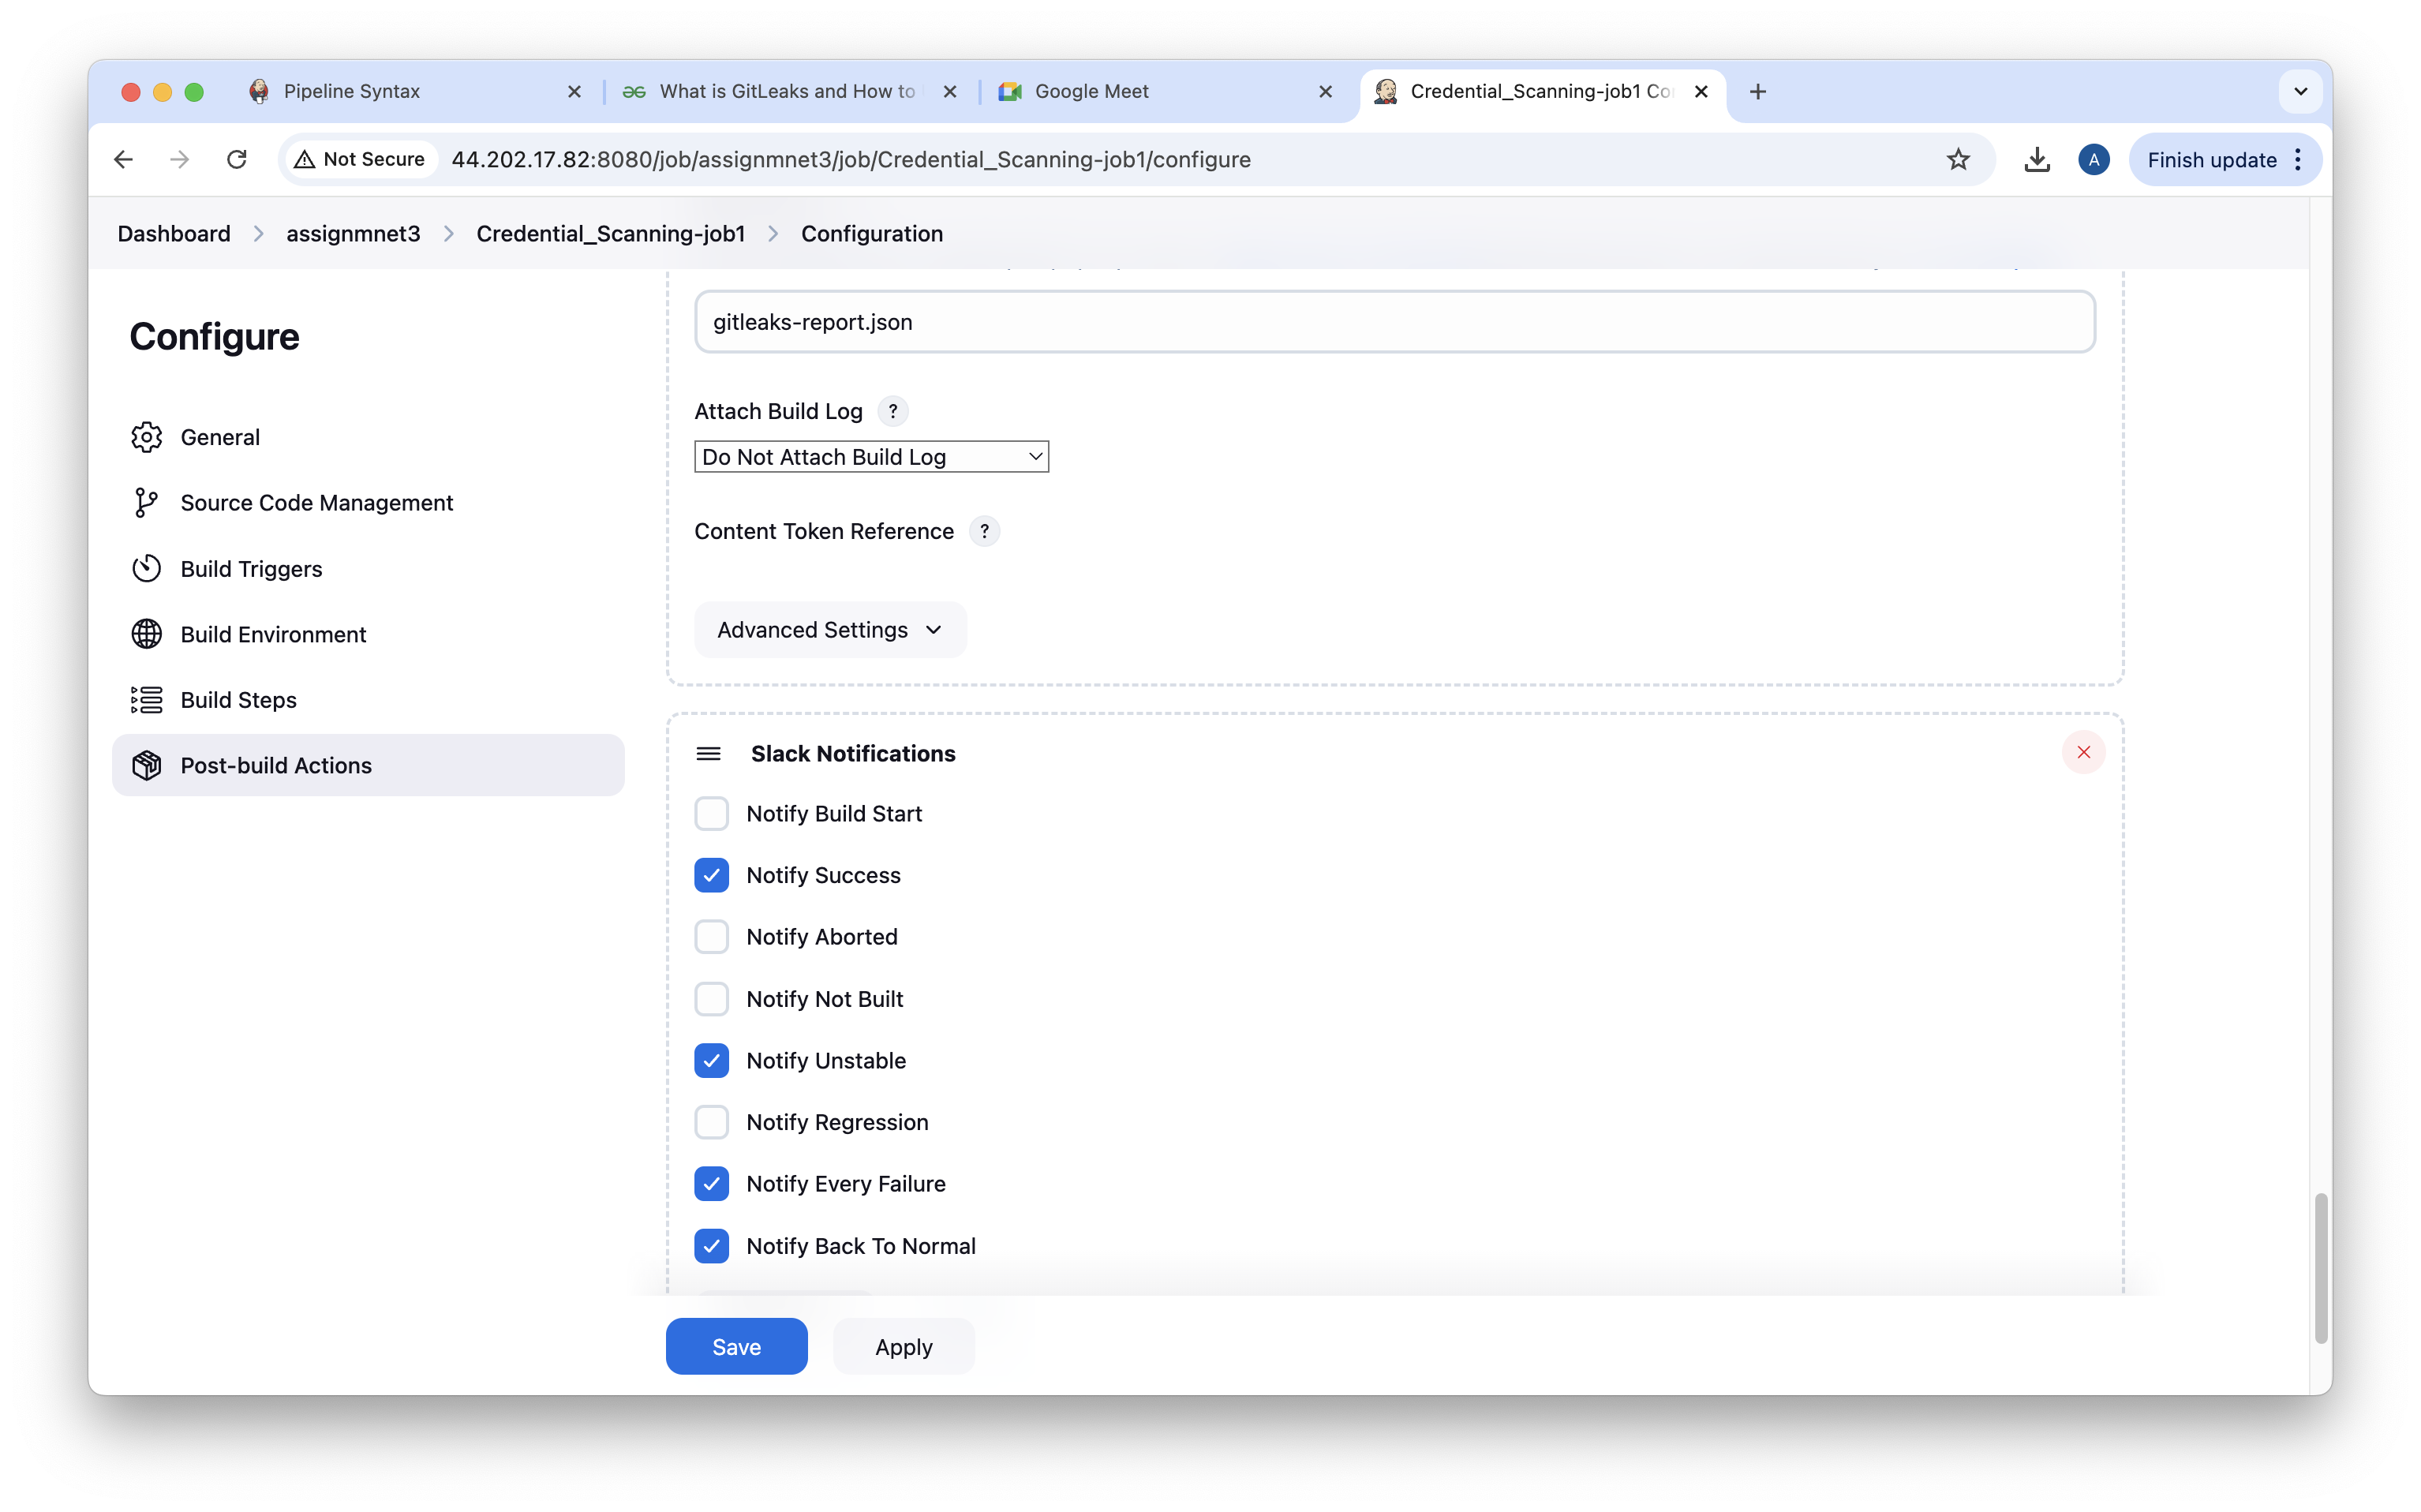 Pipeline Syntax
What is GitLeaks and How to
Google Meet
Credential_Scanning-job1 Co
Not Secure
44.202.17.82:8080/job/assignmnet3/job/Credential_Scanning-job1/configure
A
Finish update
Dashboard
assignmnet3
Credential_Scanning-job1
Configuration
Configure
General
Source Code Management
Build Triggers
Build Environment
Build Steps
Post-build Actions
gitleaks-report.json
Attach Build Log ?
Do Not Attach Build Log
Content Token Reference ?
Advanced Settings
Slack Notifications
Notify Build Start
Notify Success
Notify Aborted
Notify Not Built
Notify Unstable
Notify Regression
Notify Every Failure
Notify Back To Normal
Save
Apply